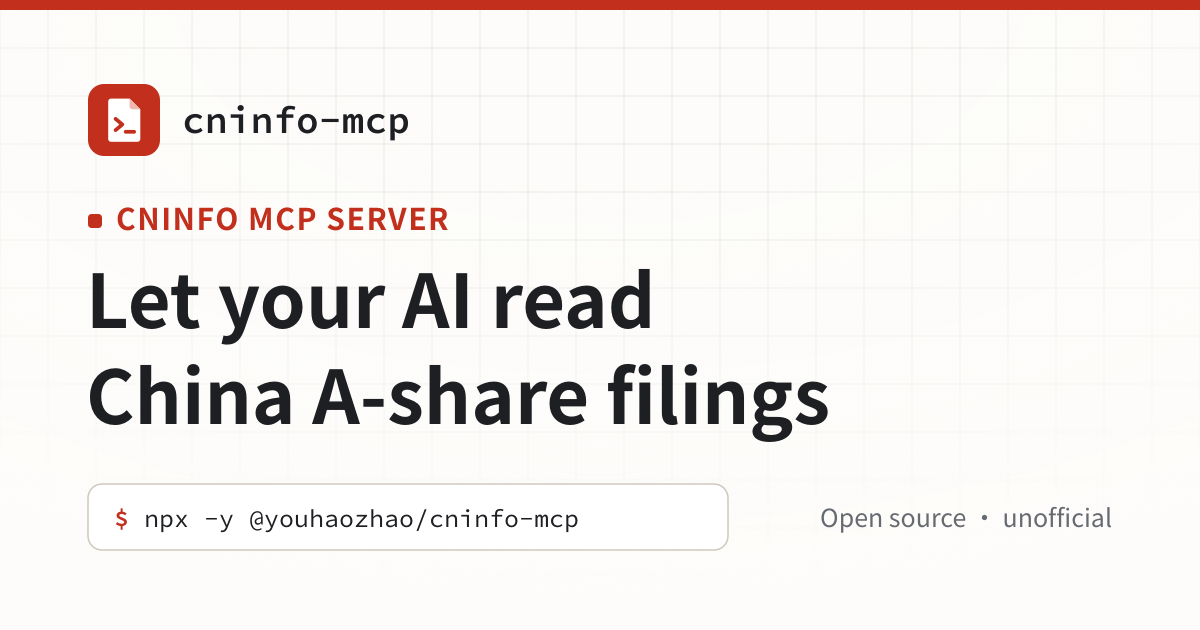 cninfo-mcp
CNINFO MCP SERVER
Let your AI read
China A-share filings
$ npx -y @youhaozhao/cninfo-mcp
Open source • unofficial